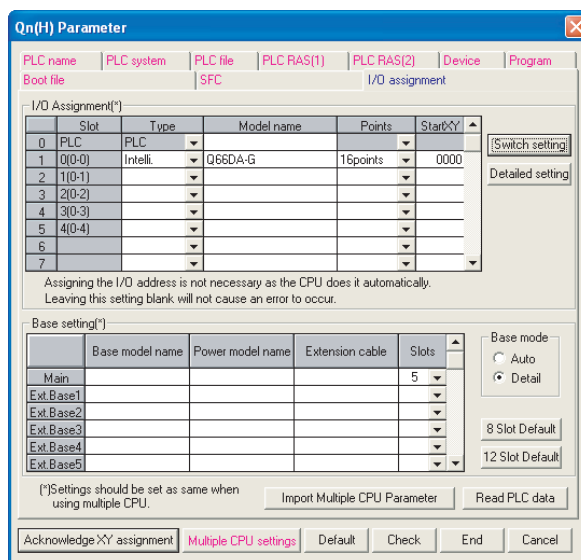 Qn(H) Parameter
PLC name PLC system PLC file PLC RAS(1) PLC RAS(2) Device Program
Boot file SFC I/O assignment
I/O Assignment(*)
Slot Type Model name Points StartXY
0 PLC PLC
1 0(0-0) Intelli. Q66DA-G 16points 0000
2 1(0-1)
3 2(0-2)
4 3(0-3)
5 4(0-4)
6
7
Switch setting
Detailed setting
Assigning the I/O address is not necessary as the CPU does it automatically.
Leaving this setting blank will not cause an error to occur.
Base setting(*)
Base model name Power model name Extension cable Slots
Main 5
Ext.Base1
Ext.Base2
Ext.Base3
Ext.Base4
Ext.Base5
Base mode
Auto
Detail
8 Slot Default
12 Slot Default
(*)Settings should be set as same when
using multiple CPU.
Import Multiple CPU Parameter Read PLC data
Acknowledge XY assignment Multiple CPU settings Default Check End Cancel